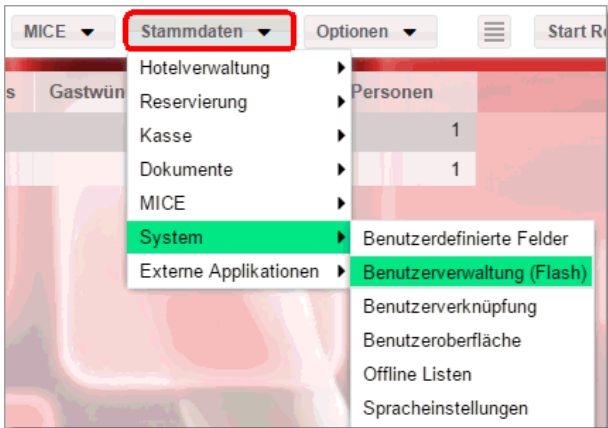 MICE Stammdaten Optionen Start R
s Gastwün Personen
Hotelverwaltung
Reservierung 1
Kasse
Dokumente 1
MICE
System
Externe Applikationen
Benutzerdefinierte Felder
Benutzerverwaltung (Flash)
Benutzerverknüpfung
Benutzeroberfläche
Offline Listen
Spracheinstellungen